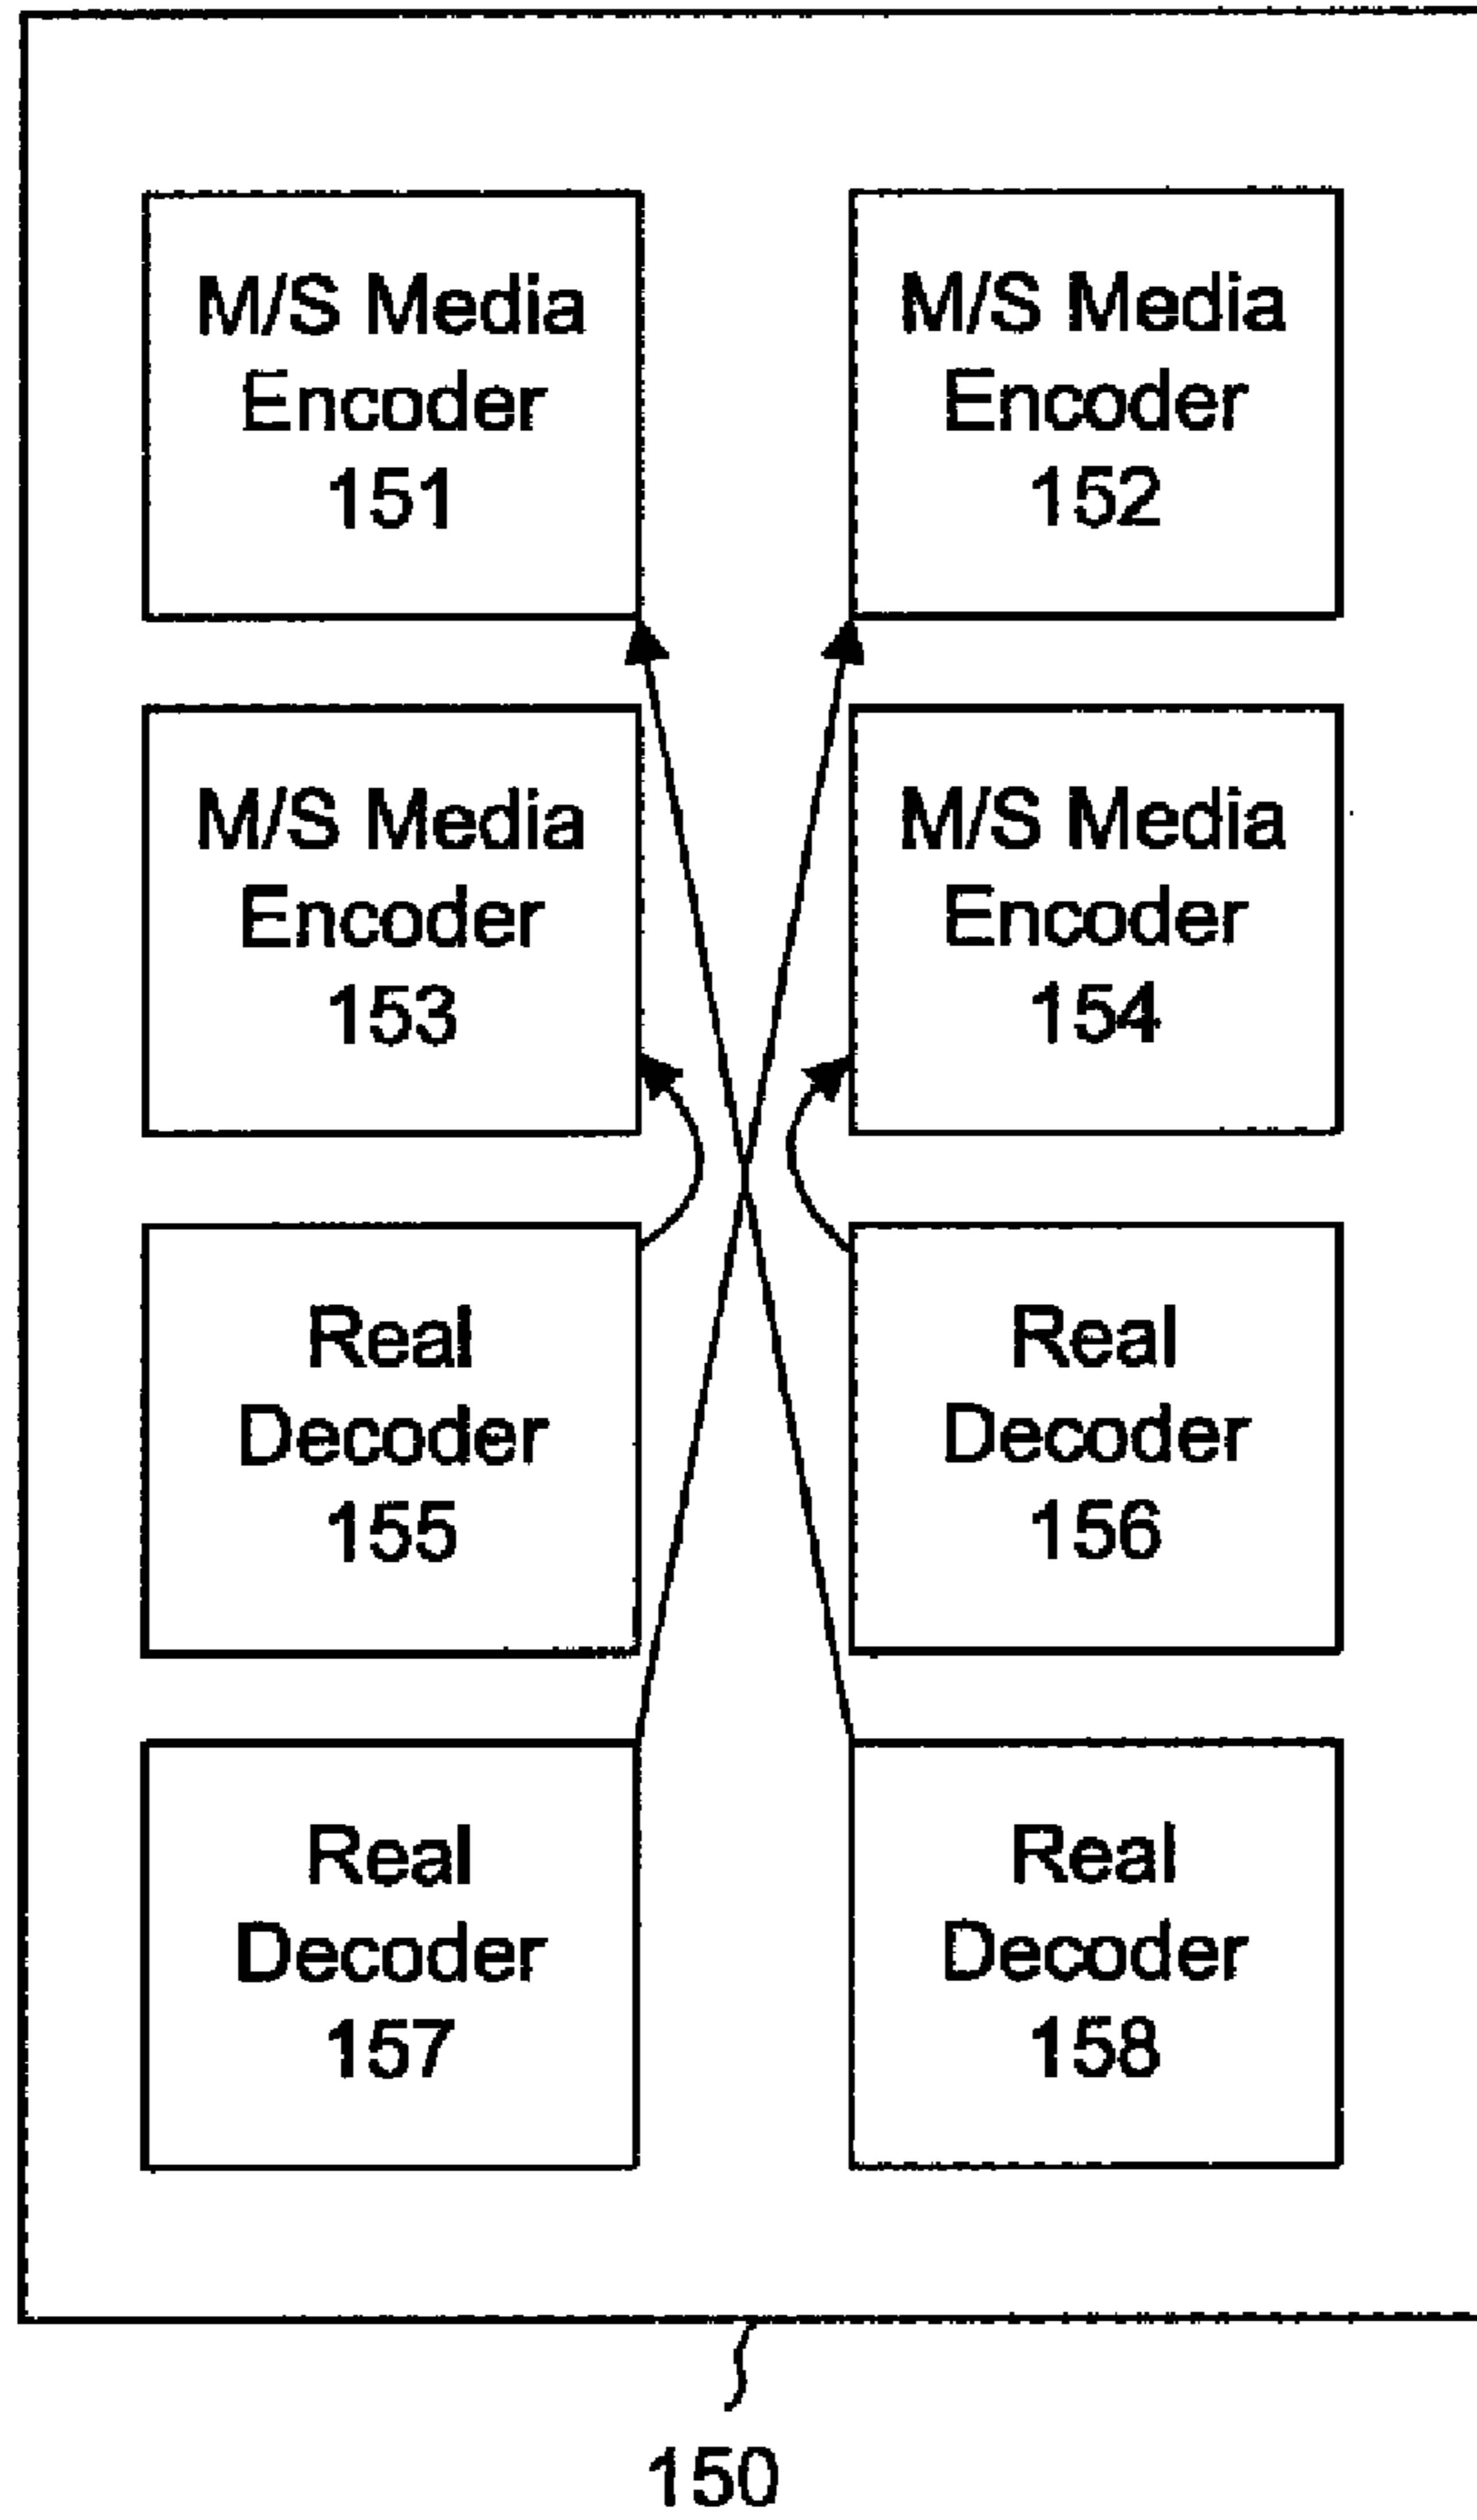 M/S Media
Encoder
151
M/S Media
Encoder
152
M/S Media
Encoder
153
M/S Media
Encoder
154
Real
Decoder
155
Real
Decoder
156
Real
Decoder
157
Real
Decoder
158
150